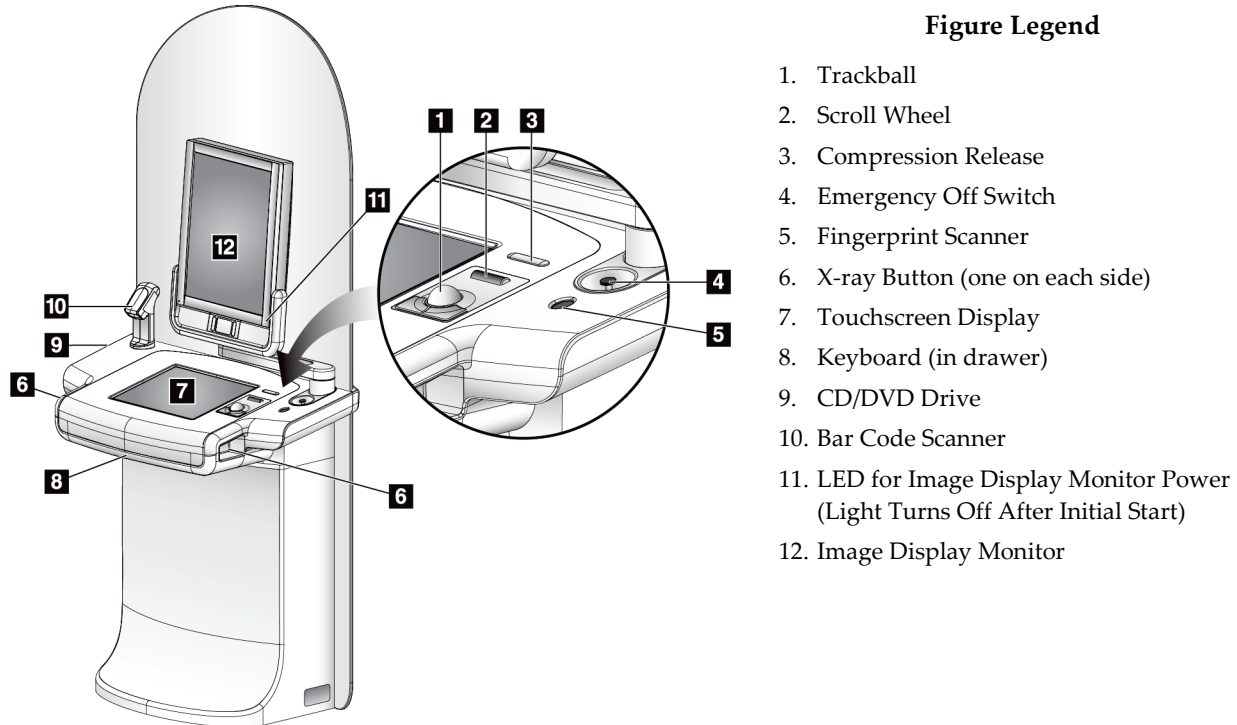 Figure Legend
1. Trackball
2. Scroll Wheel
3. Compression Release
4. Emergency Off Switch
5. Fingerprint Scanner
6. X-ray Button (one on each side)
7. Touchscreen Display
8. Keyboard (in drawer)
9. CD/DVD Drive
10. Bar Code Scanner
11. LED for Image Display Monitor Power
(Light Turns Off After Initial Start)
12. Image Display Monitor
1
2
3
11
12
4
10
5
9
6
7
8
6